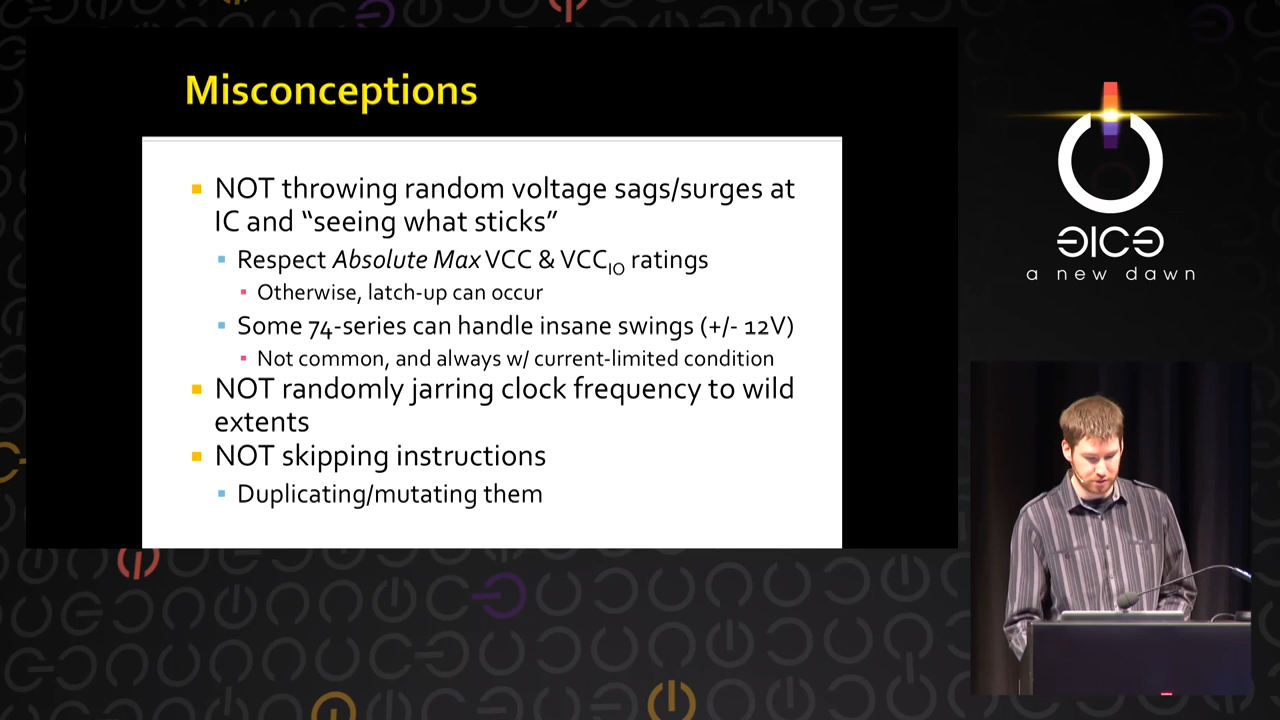 Misconceptions
NOT throwing random voltage sags/surges at
IC and “seeing what sticks”
Respect Absolute Max VCC & VCCIO ratings
Otherwise, latch-up can occur
Some 74-series can handle insane swings (+/- 12V)
Not common, and always w/ current-limited condition
NOT randomly jarring clock frequency to wild
extents
NOT skipping instructions
Duplicating/mutating them
31C3
a new dawn